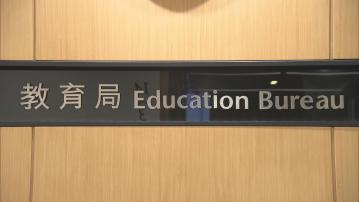 教育局 Education Bureau